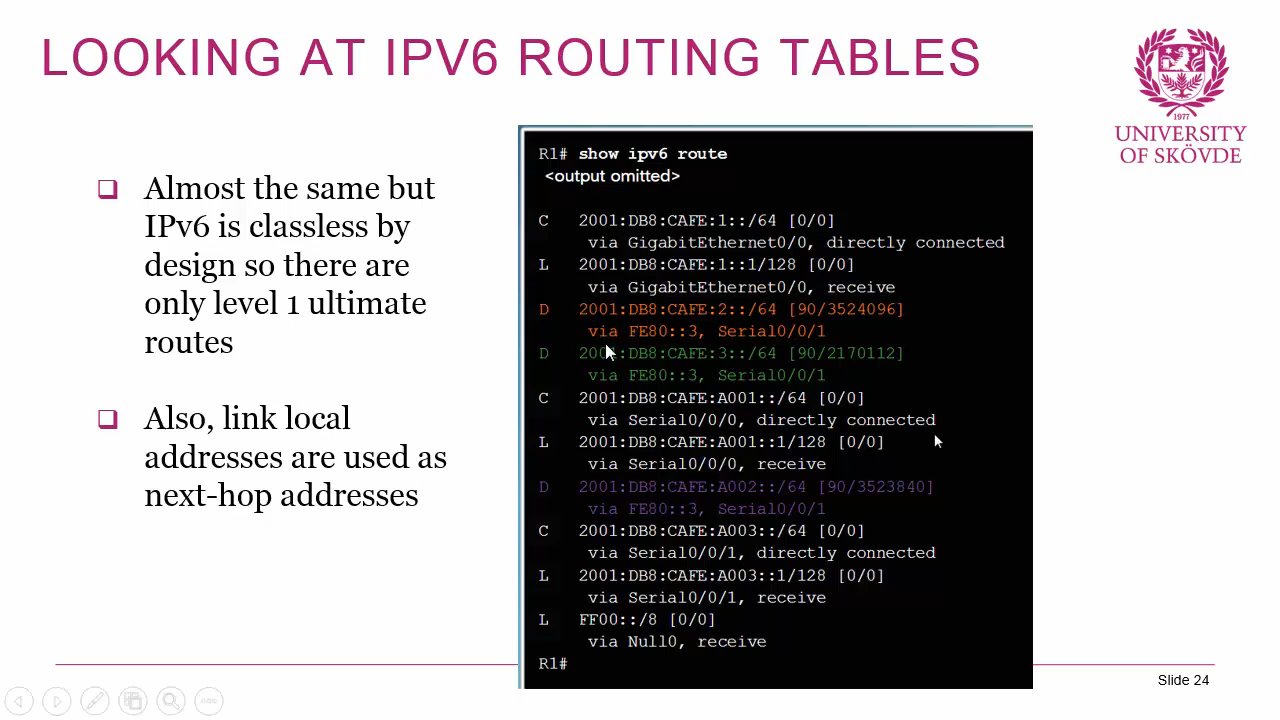 LOOKING AT IPV6 ROUTING TABLES
1977
UNIVERSITY
OF SKÖVDE
Almost the same but
IPv6 is classless by
design so there are
only level 1 ultimate
routes
Also, link local
addresses are used as
next-hop addresses
R1# show ipv6 route
<output omitted>
C 2001:DB8:CAFE:1::/64 [0/0]
via GigabitEthernet0/0, directly connected
L 2001:DB8:CAFE:1::1/128 [0/0]
via GigabitEthernet0/0, receive
D 2001:DB8:CAFE:2::/64 [90/3524096]
via FE80::3, Serial0/0/1
D 2001:DB8:CAFE:3::/64 [90/2170112]
via FE80::3, Serial0/0/1
C 2001:DB8:CAFE:A001::/64 [0/0]
via Serial0/0/0, directly connected
L 2001:DB8:CAFE:A001::1/128 [0/0]
via Serial0/0/0, receive
D 2001:DB8:CAFE:A002::/64 [90/3523840]
via FE80::3, Serial0/0/1
C 2001:DB8:CAFE:A003::/64 [0/0]
via Serial0/0/1, directly connected
L 2001:DB8:CAFE:A003::1/128 [0/0]
via Serial0/0/1, receive
L FF00::/8 [0/0]
via Null0, receive
R1#
Slide 24